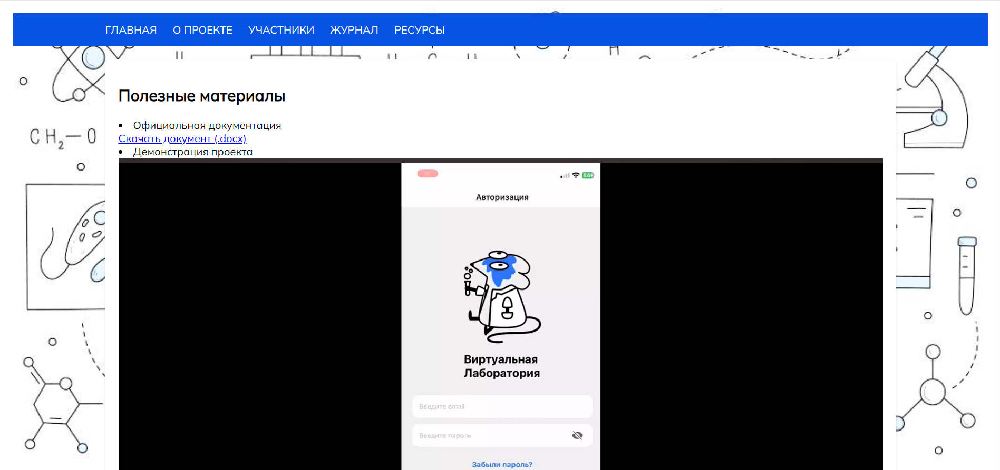 ГЛАВНАЯ О ПРОЕКТЕ УЧАСТНИКИ ЖУРНАЛ РЕСУРСЫ
H C H H
Полезные материалы
• Официальная документация
Скачать документ (.docx)
• Демонстрация проекта
CH₂—O
84
Авторизация
Виртуальная
Лаборатория
Введите email
Введите пароль
Забыли пароль?